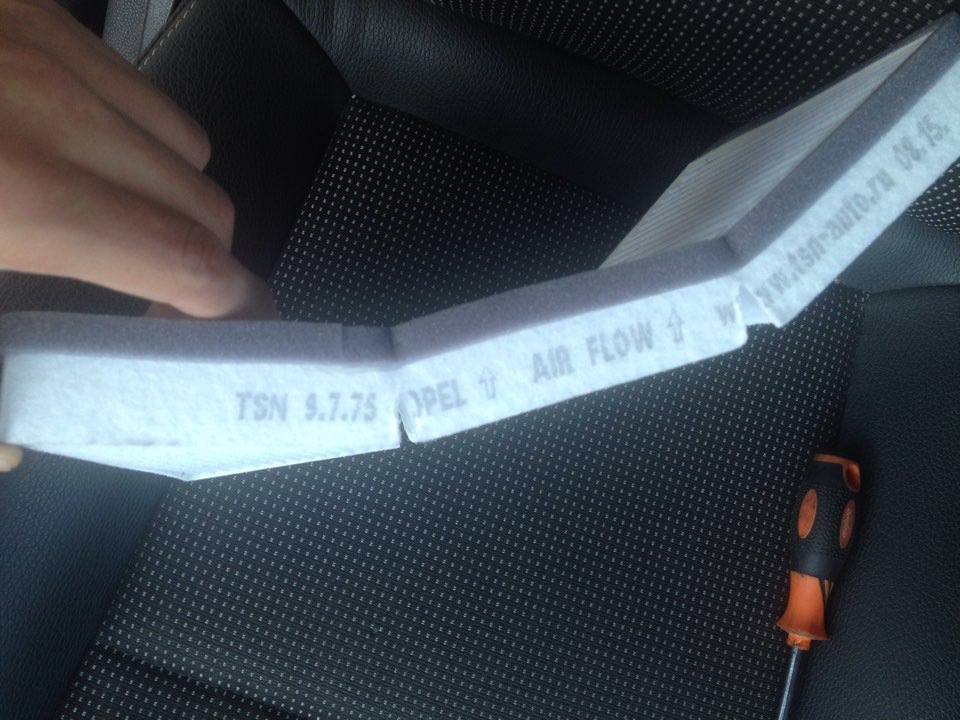 TSN 9.7.75 OPEL ⇧ AIR FLOW ⇧ www.tsn-auto.ru 08.15.